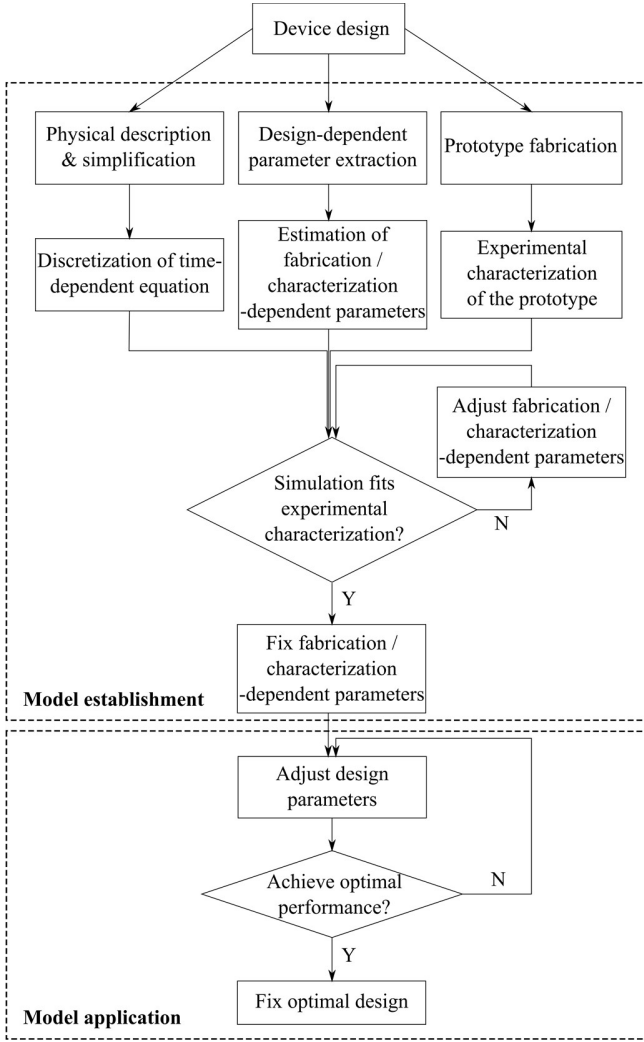 Device design
Physical description
& simplification
Design-dependent
parameter extraction
Prototype fabrication
Discretization of time-
dependent equation
Estimation of
fabrication /
characterization
-dependent parameters
Experimental
characterization
of the prototype
Adjust fabrication /
characterization
-dependent parameters
Simulation fits
experimental
characterization?
N
Y
Fix fabrication /
characterization
-dependent parameters
Model establishment
Adjust design
parameters
Achieve optimal
performance?
N
Y
Fix optimal design
Model application